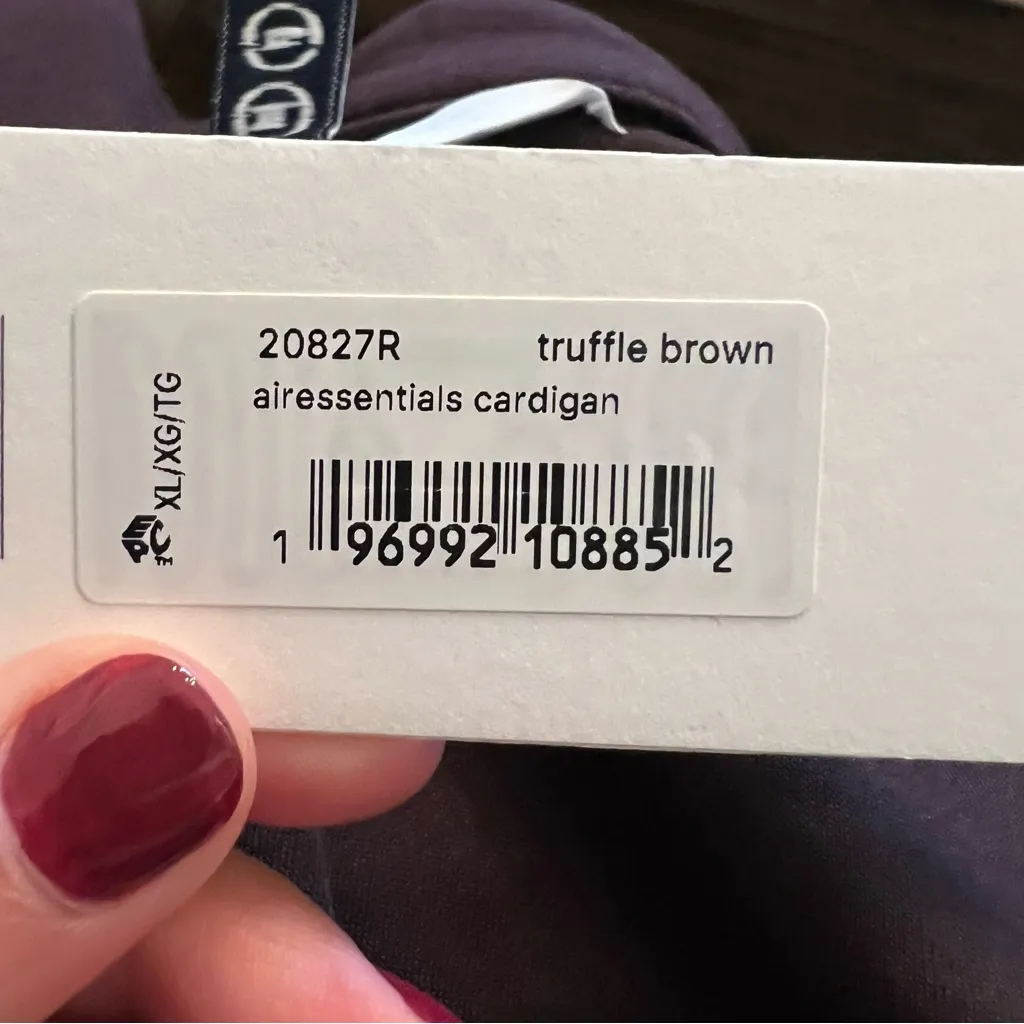 20827R truffle brown
airessentials cardigan
XL/XG/TG
1 96992 10885 2